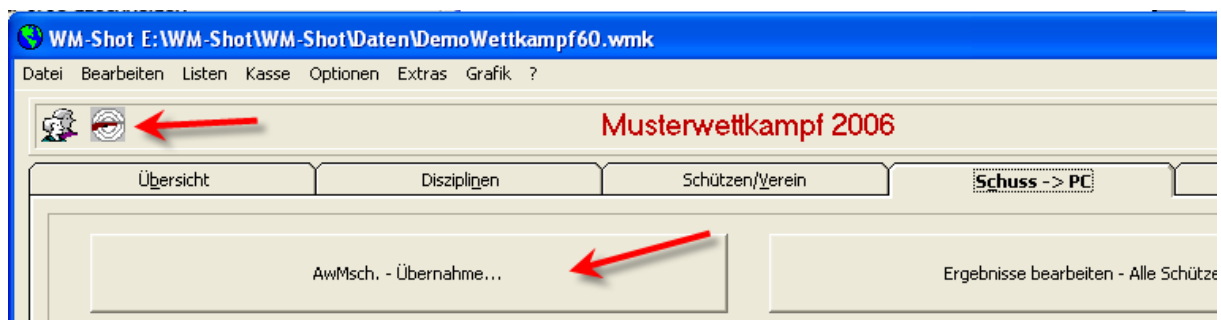 WM-Shot E:\WM-Shot\WM-Shot\Daten\DemoWettkampf60.wmk
Datei Bearbeiten Listen Kasse Optionen Extras Grafik ?
Musterwettkampf 2006
Übersicht Disziplinen Schützen/Verein Schuss -> PC
AwMsch. - Übernahme... Ergebnisse bearbeiten - Alle Schütze